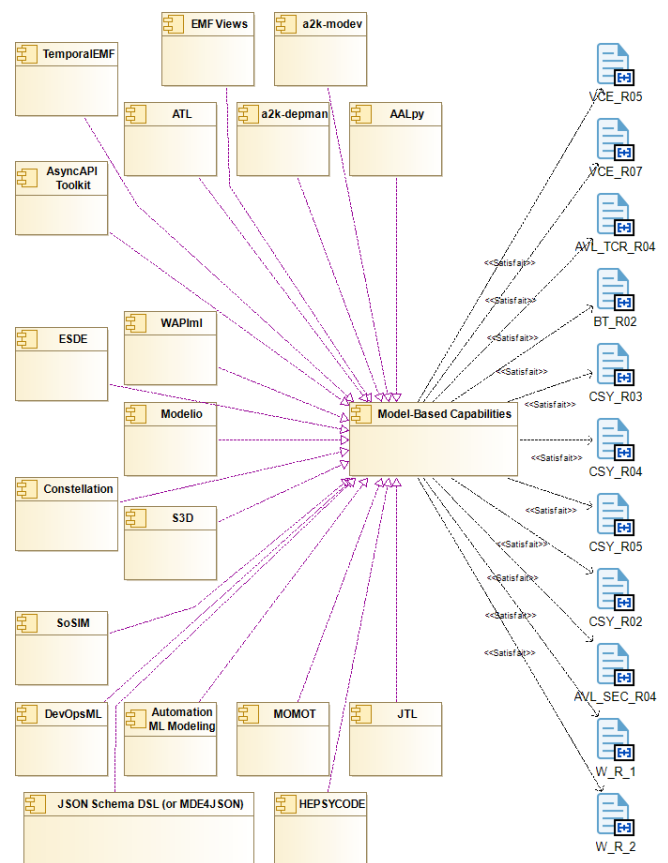 EMF Views
a2k-modev
TemporalEMF
VCE_R05
ATL
a2k-depman
AALpy
VCE_R07
AsyncAPI
Toolkit
AVL_TCR_R04
<<Satisfait>>
<<Satisfait>>
BT_R02
WAPIml
ESDE
<<Satisfait>>
<<Satisfait>>
CSY_R03
Modelio
Model-Based Capabilities
<<Satisfait>>
<<Satisfait>>
CSY_R04
Constellation
S3D
<<Satisfait>>
CSY_R05
<<Satisfait>>
CSY_R02
SoSIM
<<Satisfait>>
<<Satisfait>>
AVL_SEC_R04
DevOpsML
Automation
ML Modeling
MOMOT
JTL
W_R_1
JSON Schema DSL (or MDE4JSON)
HEPSYCODE
W_R_2